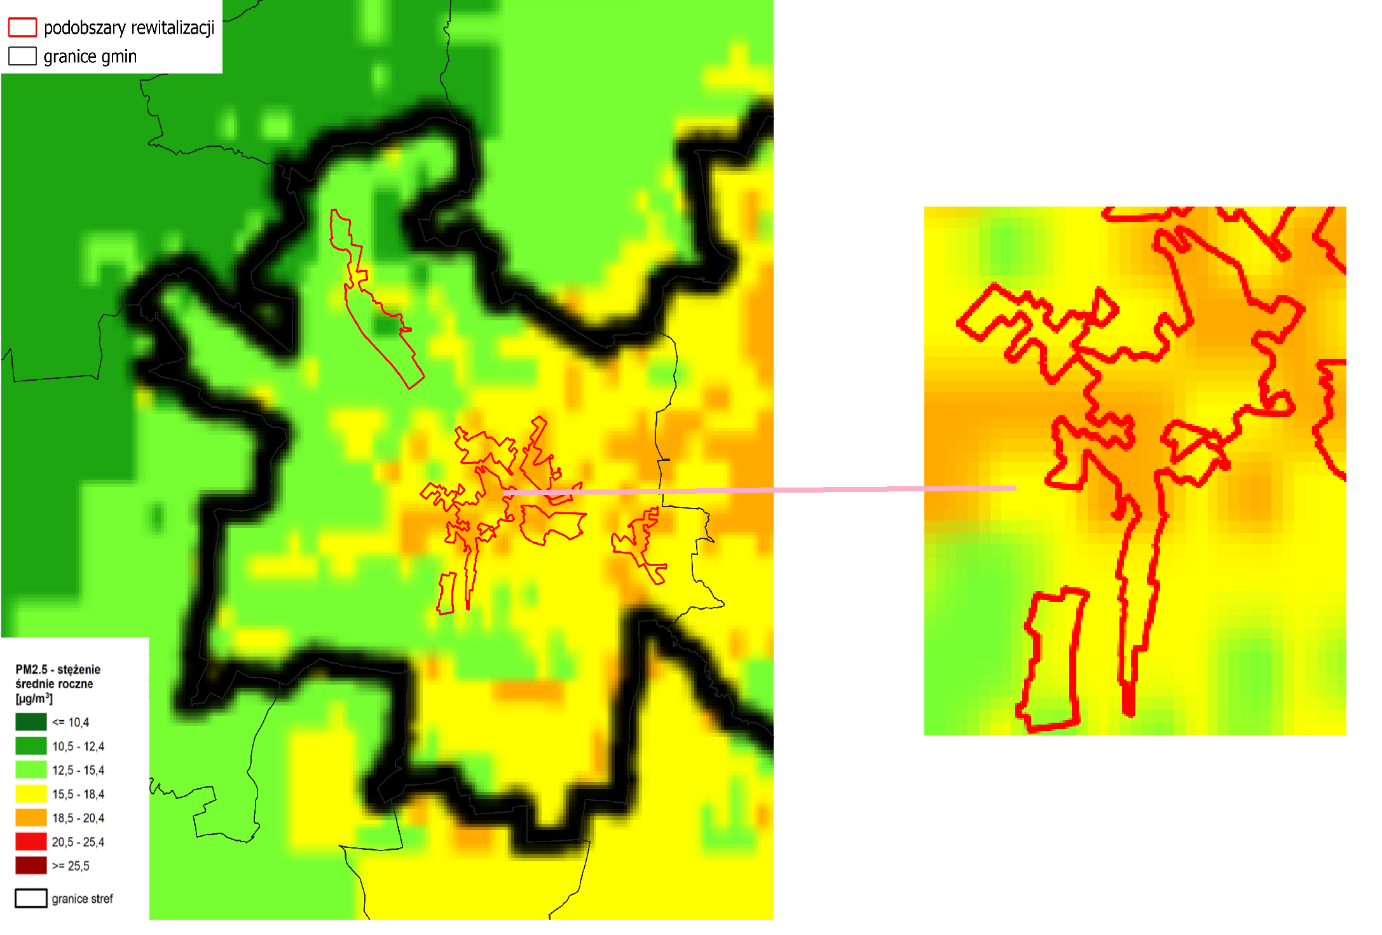 podobszary rewitalizacji
granice gmin
PM2.5 - stężenie
średnie roczne
[µg/m³]
<= 10,4
10,5 - 12,4
12,5 - 15,4
15,5 - 18,4
18,5 - 20,4
20,5 - 25,4
>= 25,5
granice stref